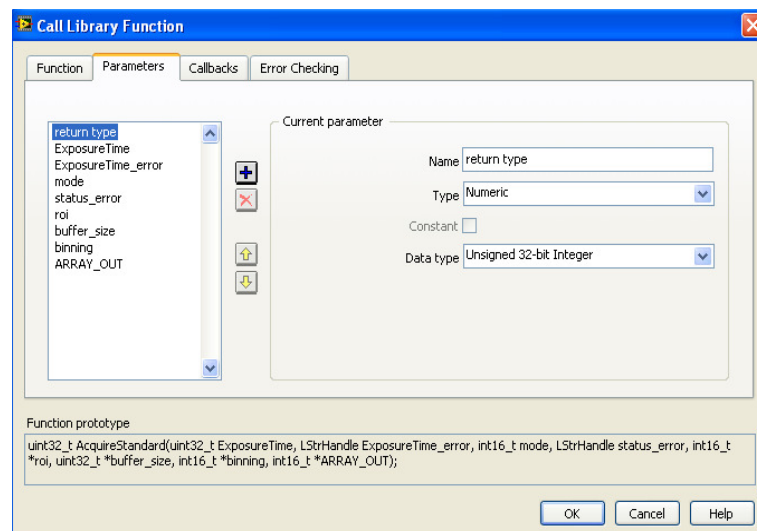 Call Library Function
Function Parameters Callbacks Error Checking
return type
ExposureTime
ExposureTime_error
mode
status_error
roi
buffer_size
binning
ARRAY_OUT
Current parameter
Name return type
Type Numeric
Constant
Data type Unsigned 32-bit Integer
Function prototype
uint32_t AcquireStandard(uint32_t ExposureTime, LStrHandle ExposureTime_error, int16_t mode, LStrHandle status_error, int16_t
*roi, uint32_t *buffer_size, int16_t *binning, int16_t *ARRAY_OUT);
OK Cancel Help